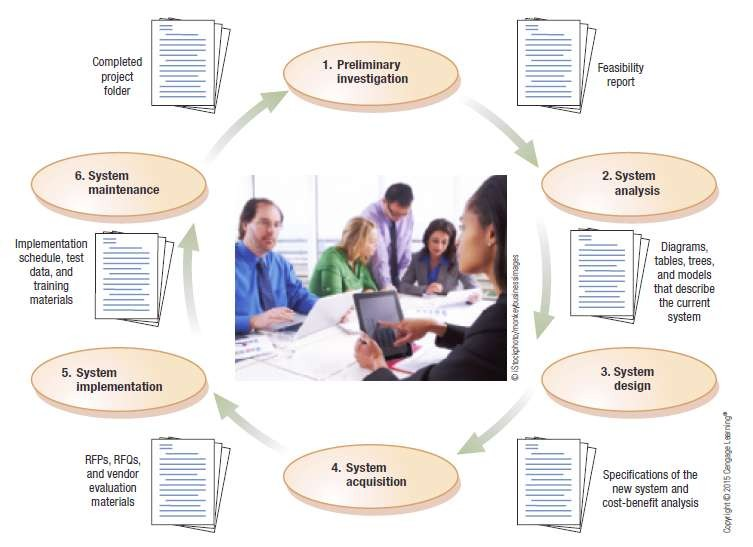 1. Preliminary
investigation
Feasibility
report
2. System
analysis
Diagrams,
tables, trees,
and models
that describe
the current
system
3. System
design
Specifications of the
new system and
cost-benefit analysis
4. System
acquisition
RFPs, RFQs,
and vendor
evaluation
materials
5. System
implementation
Implementation
schedule, test
data, and
training
materials
6. System
maintenance
Completed
project
folder
© iStockphoto/monkeybusinessimages
Copyright © 2015 Cengage Learning®